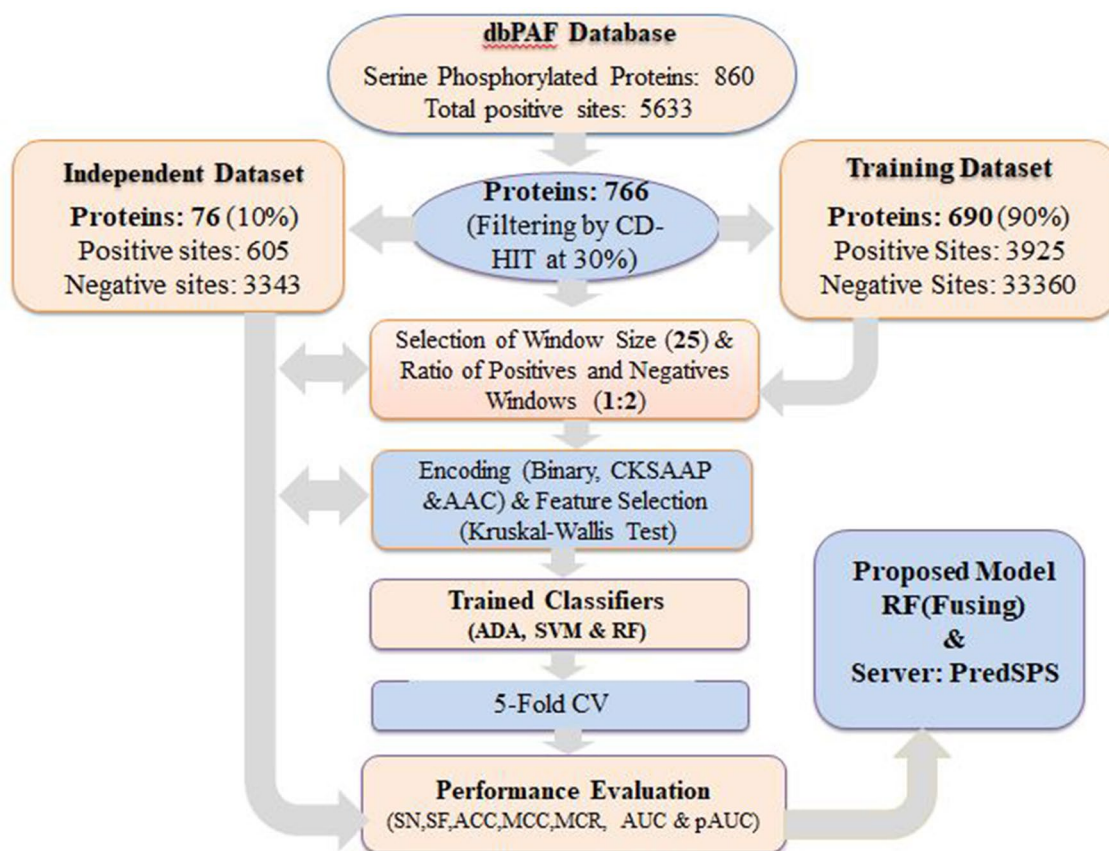 dbPAF Database
Serine Phosphorylated Proteins: 860
Total positive sites: 5633
Independent Dataset
Proteins: 76 (10%)
Positive sites: 605
Negative sites: 3343
Proteins: 766
(Filtering by CD-
HIT at 30%)
Training Dataset
Proteins: 690 (90%)
Positive Sites: 3925
Negative Sites: 33360
Selection of Window Size (25) &
Ratio of Positives and Negatives
Windows (1:2)
Encoding (Binary, CKSAAP
&AAC) & Feature Selection
(Kruskal-Wallis Test)
Trained Classifiers
(ADA, SVM & RF)
5-Fold CV
Performance Evaluation
(SN,SF,ACC,MCC,MCR, AUC & pAUC)
Proposed Model
RF(Fusing)
&
Server: PredSPS